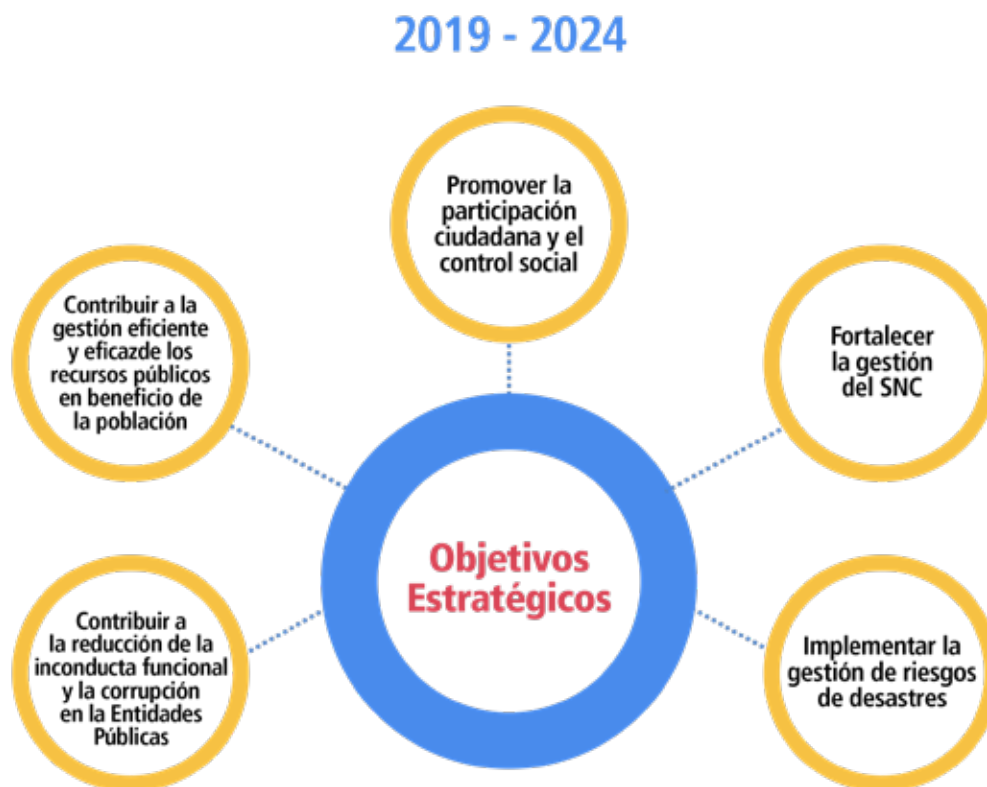 2019 - 2024
Promover la
participación
ciudadana y el
control social
Contribuir a la
gestión eficiente
y eficazde los
recursos públicos
en beneficio de
la población
Fortalecer
la gestión
del SNC
Objetivos
Estratégicos
Contribuir a
la reducción de la
inconducta funcional
y la corrupción
en la Entidades
Públicas
Implementar la
gestión de riesgos
de desastres